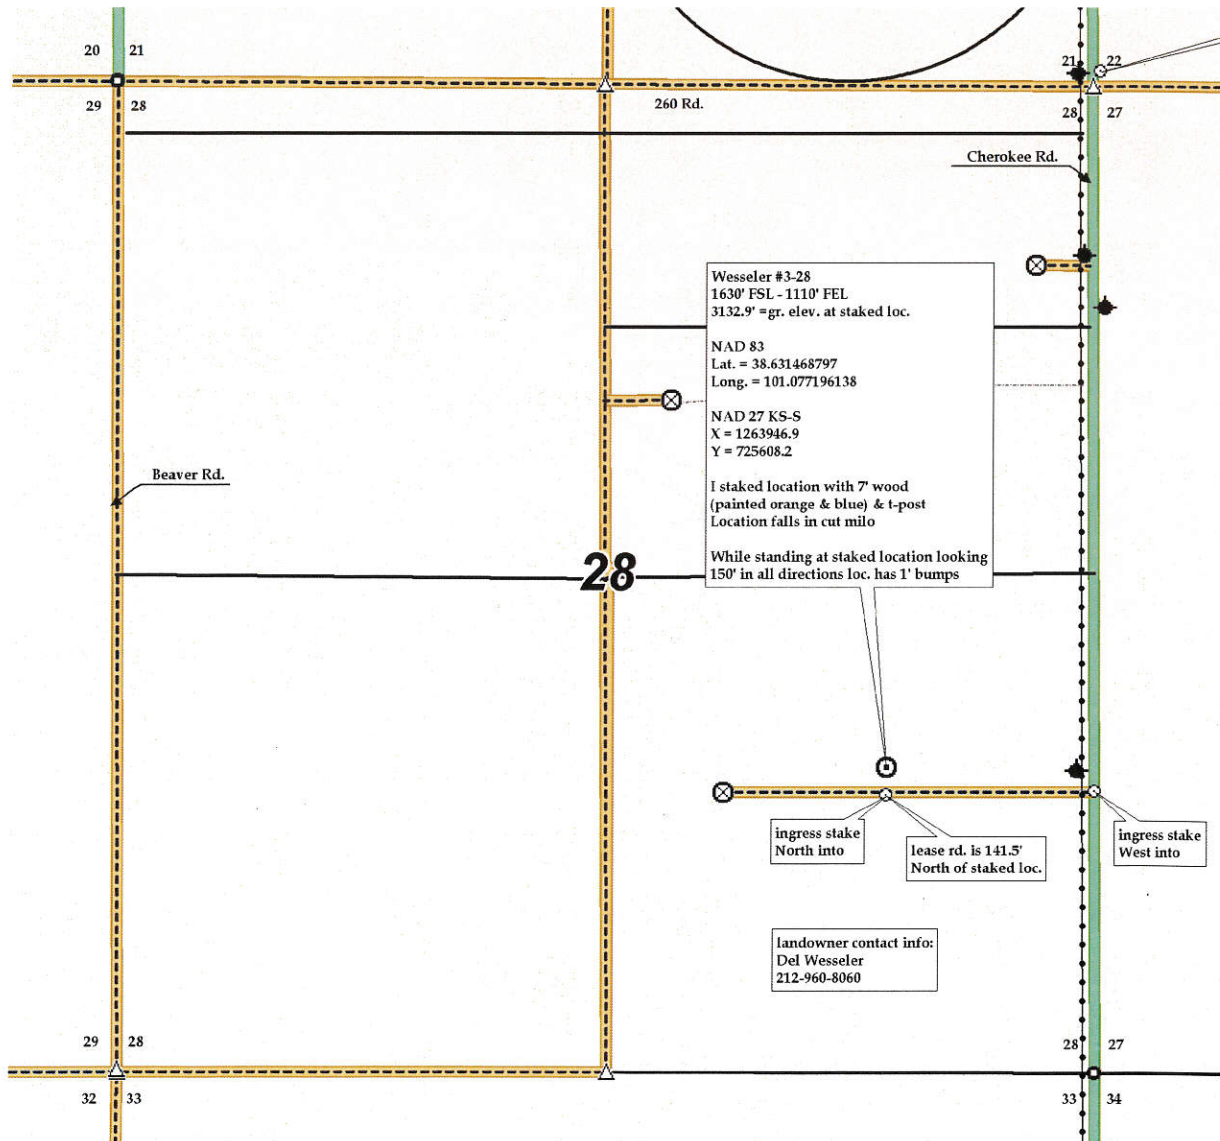 20 21
21 22
29 28
260 Rd.
28 27
Cherokee Rd.
Wesseler #3-28
1630' FSL - 1110' FEL
3132.9' =gr. elev. at staked loc.
NAD 83
Lat. = 38.631468797
Long. = 101.077196138
NAD 27 KS-S
X = 1263946.9
Y = 725608.2
Beaver Rd.
I staked location with 7' wood
(painted orange & blue) & t-post
Location falls in cut milo
While standing at staked location looking
150' in all directions loc. has 1' bumps
28
ingress stake
North into
lease rd. is 141.5'
North of staked loc.
ingress stake
West into
landowner contact info:
Del Wesseler
212-960-8060
29 28
28 27
32 33
33 34